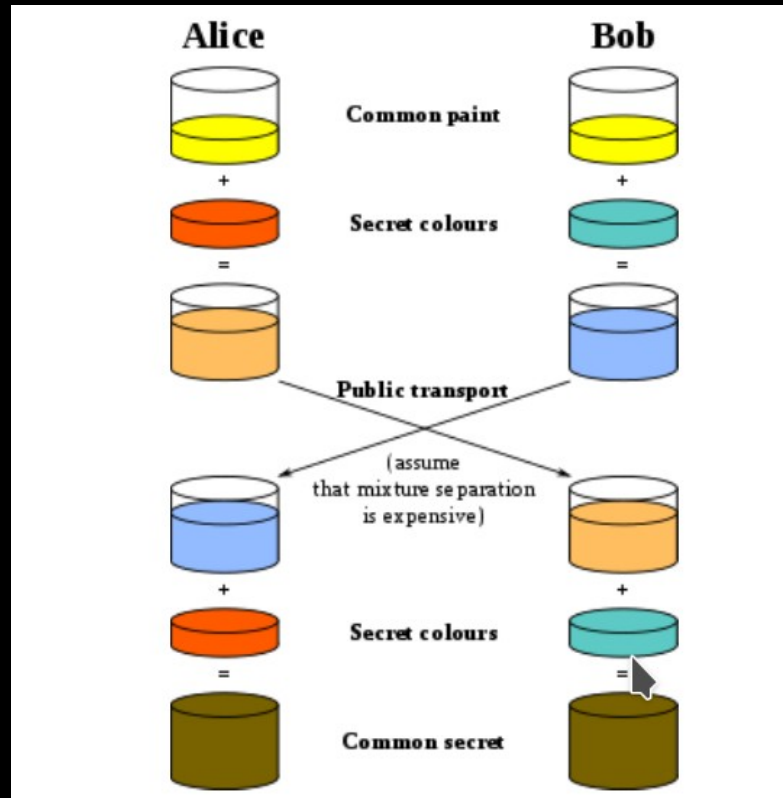 Alice Bob
Common paint
+ +
Secret colours
= =
Public transport
(assume
that mixture separation
is expensive)
+ +
Secret colours
= =
Common secret